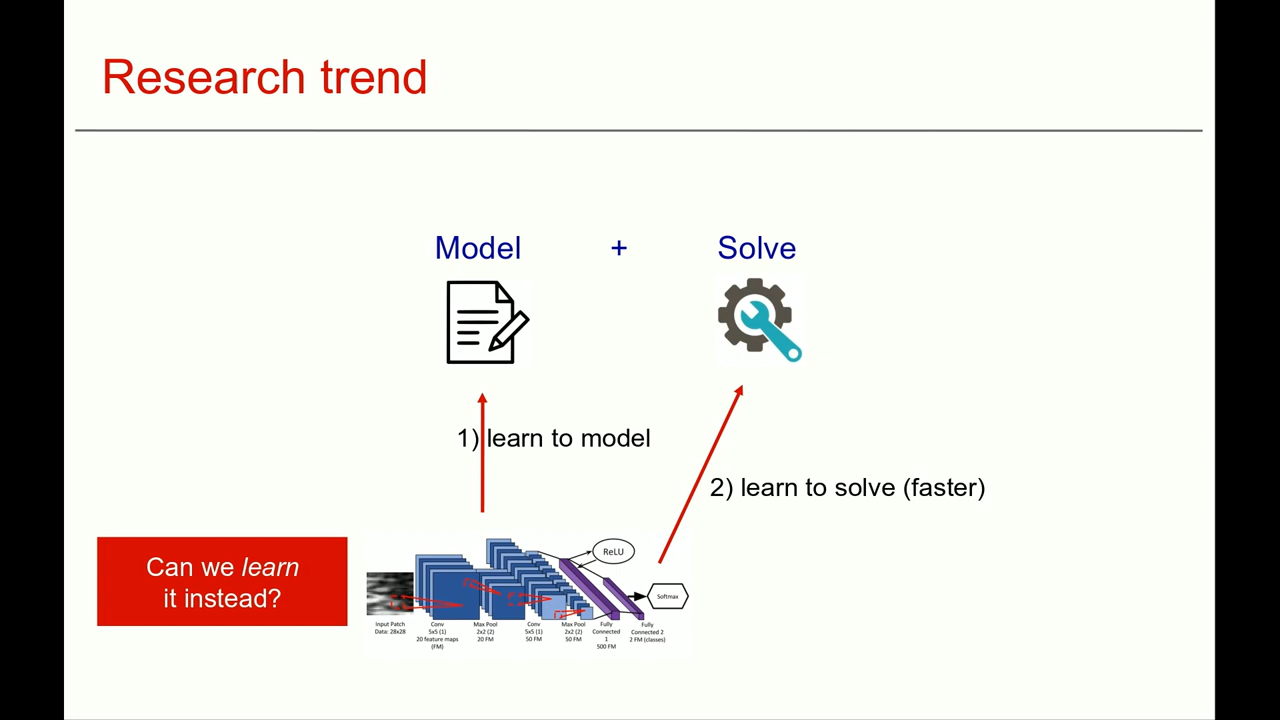 Research trend
Model + Solve
1) learn to model
2) learn to solve (faster)
Can we learn
it instead?
ReLU
Softmax
Input Patch
Data: 28x28
Conv
5x5 (1)
20 feature maps
(FM)
Max Pool
2x2 (2)
20 FM
Conv
5x5 (1)
50 FM
Max Pool
2x2 (2)
50 FM
Fully
Connected
1
500 FM
Fully
Connected 2
2 FM (classes)